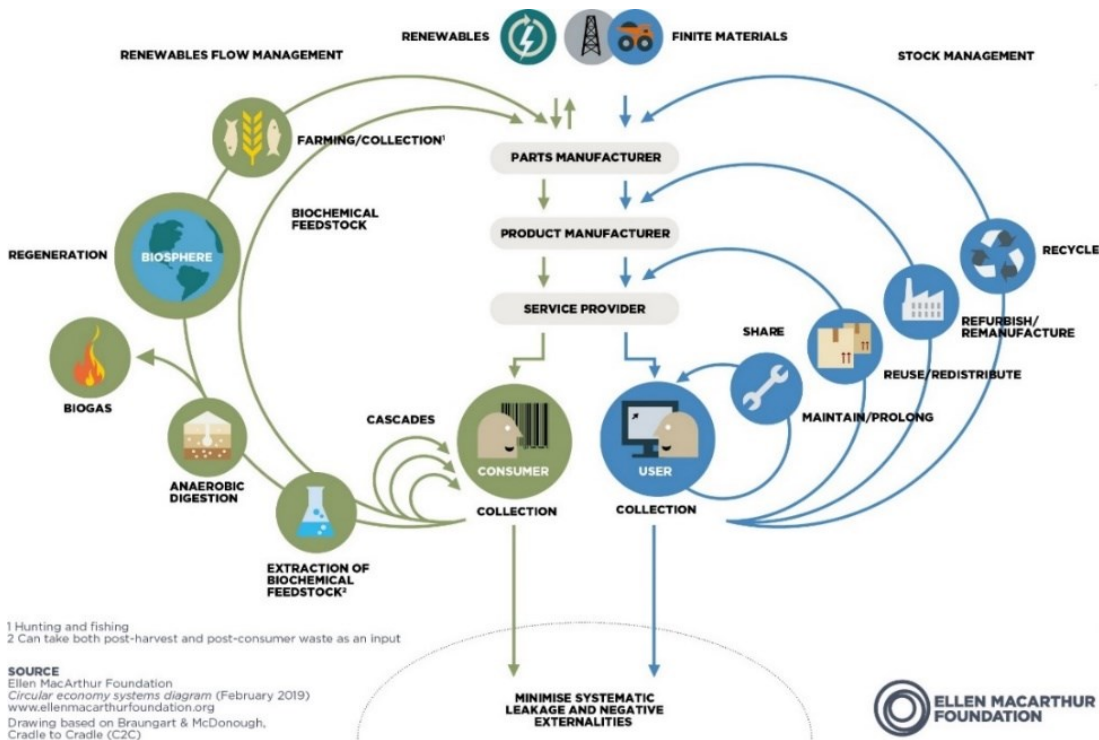 RENEWABLES
FINITE MATERIALS
RENEWABLES FLOW MANAGEMENT
STOCK MANAGEMENT
FARMING/COLLECTION¹
PARTS MANUFACTURER
BIOCHEMICAL
FEEDSTOCK
PRODUCT MANUFACTURER
REGENERATION
BIOSPHERE
RECYCLE
SERVICE PROVIDER
SHARE
REFURBISH/
REMANUFACTURE
REUSE/REDISTRIBUTE
BIOGAS
CASCADES
MAINTAIN/PROLONG
CONSUMER
USER
ANAEROBIC
DIGESTION
COLLECTION
COLLECTION
EXTRACTION OF
BIOCHEMICAL
FEEDSTOCK²
1 Hunting and fishing
2 Can take both post-harvest and post-consumer waste as an input
SOURCE
Ellen MacArthur Foundation
Circular economy systems diagram (February 2019)
www.ellenmacarthurfoundation.org
Drawing based on Braungart & McDonough,
Cradle to Cradle (C2C)
MINIMISE SYSTEMATIC
LEAKAGE AND NEGATIVE
EXTERNALITIES
ELLEN MACARTHUR
FOUNDATION